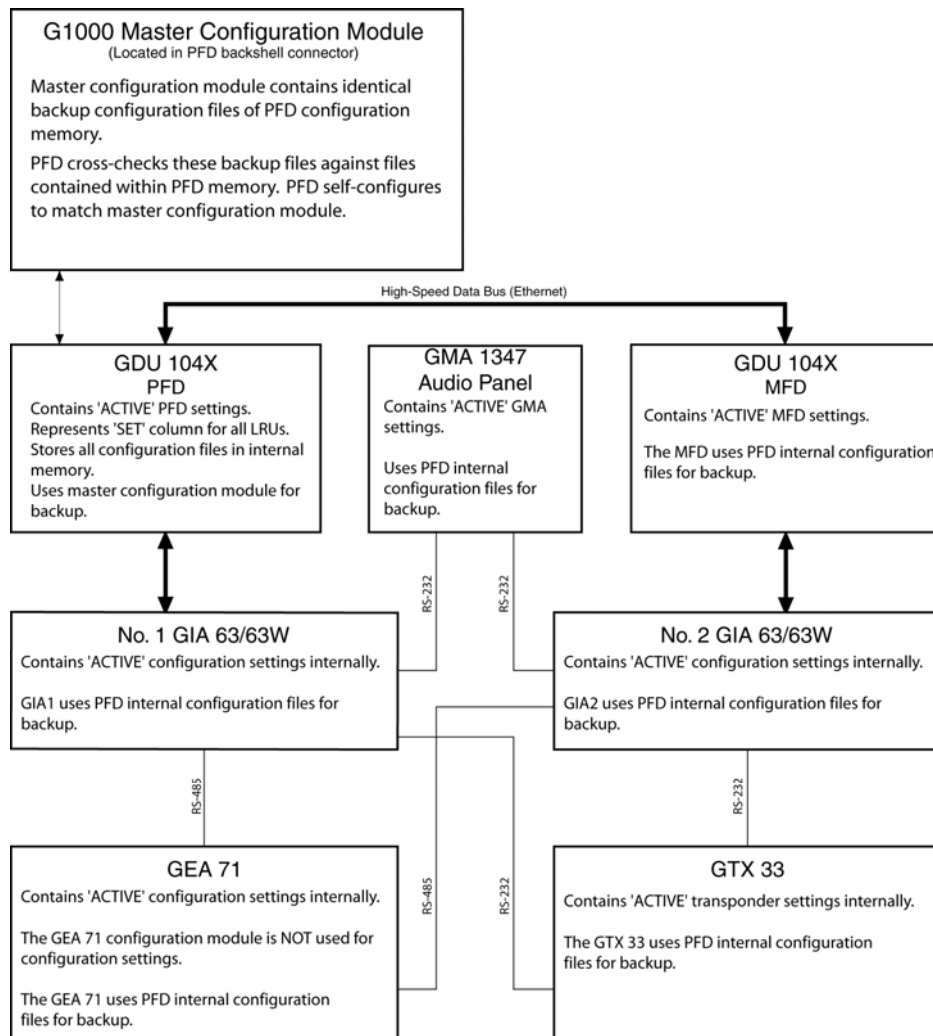 G1000 Master Configuration Module
(Located in PFD backshell connector)
Master configuration module contains identical
backup configuration files of PFD configuration
memory.
PFD cross-checks these backup files against files
contained within PFD memory. PFD self-configures
to match master configuration module.
High-Speed Data Bus (Ethernet)
GDU 104X
PFD
Contains 'ACTIVE' PFD settings.
Represents 'SET' column for all LRUs.
Stores all configuration files in internal
memory.
Uses master configuration module for
backup.
GMA 1347
Audio Panel
Contains 'ACTIVE' GMA
settings.
Uses PFD internal
configuration files for
backup.
GDU 104X
MFD
Contains 'ACTIVE' MFD settings.
The MFD uses PFD internal configuration
files for backup.
RS-232
RS-232
No. 1 GIA 63/63W
Contains 'ACTIVE' configuration settings internally.
GIA1 uses PFD internal configuration files for
backup.
No. 2 GIA 63/63W
Contains 'ACTIVE' configuration settings internally.
GIA2 uses PFD internal configuration files for
backup.
RS-485
RS-485
RS-232
RS-232
GEA 71
Contains 'ACTIVE' configuration settings internally.
The GEA 71 configuration module is NOT used for
configuration settings.
The GEA 71 uses PFD internal configuration
files for backup.
GTX 33
Contains 'ACTIVE' transponder settings internally.
The GTX 33 uses PFD internal configuration
files for backup.